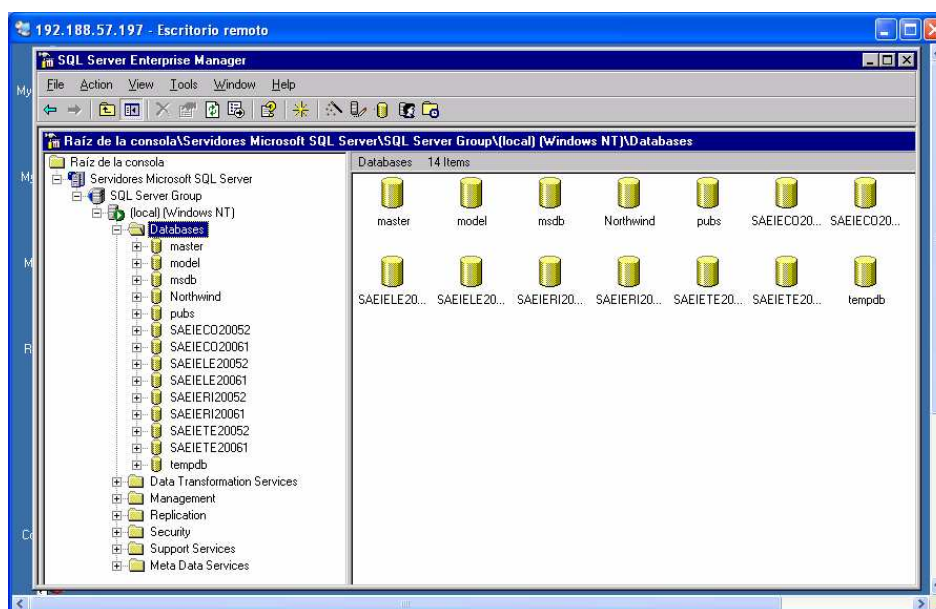 192.188.57.197 - Escritorio remoto
SQL Server Enterprise Manager
File Action View Tools Window Help
Raíz de la consola\Servidores Microsoft SQL Server\SQL Server Group\(local) (Windows NT)\Databases
Raíz de la consola
Servidores Microsoft SQL Server
SQL Server Group
(local) (Windows NT)
Databases
master
model
msdb
Northwind
pubs
SAEIECO20052
SAEIECO20061
SAEIELE20052
SAEIELE20061
SAEIERI20052
SAEIERI20061
SAEIETE20052
SAEIETE20061
tempdb
Data Transformation Services
Management
Replication
Security
Support Services
Meta Data Services
Databases 14 Items
master model msdb Northwind pubs SAEIECO20... SAEIECO20...
SAEIELE20... SAEIELE20... SAEIERI20... SAEIERI20... SAEIETE20... SAEIETE20... tempdb
My
My
M
R
Co